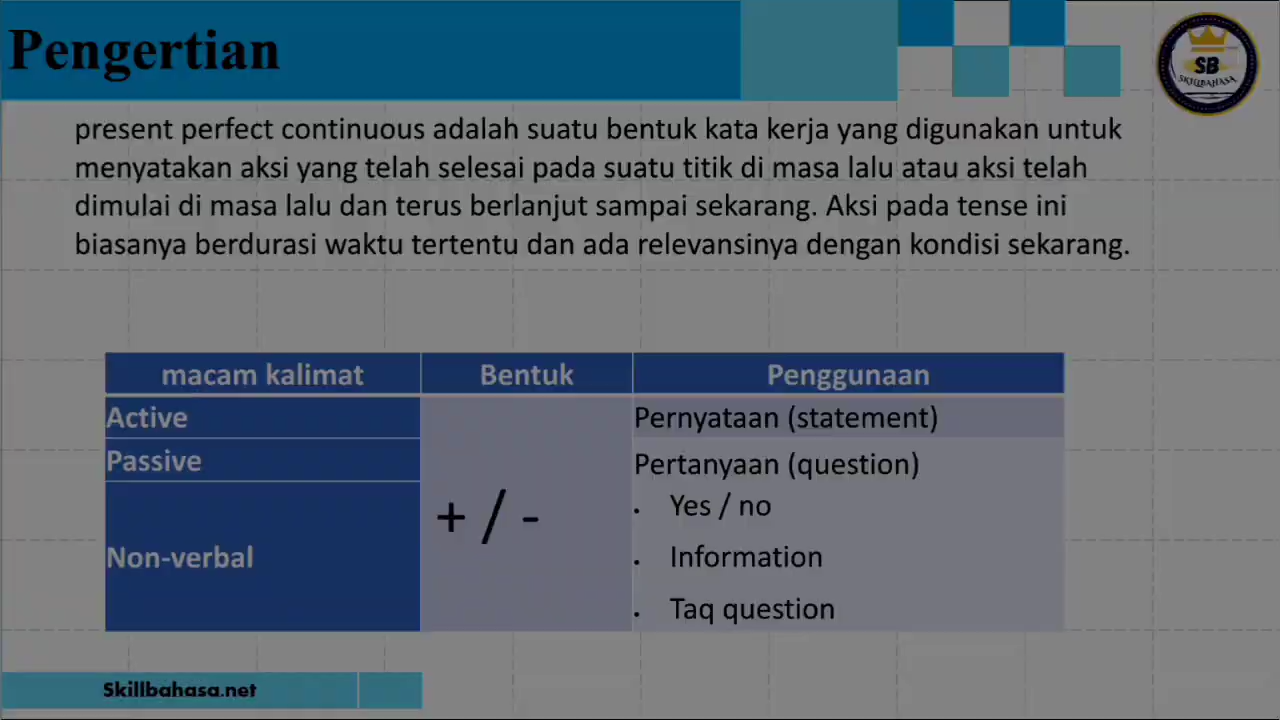 Pengertian
SB
SKILLBAHASA
present perfect continuous adalah suatu bentuk kata kerja yang digunakan untuk
menyatakan aksi yang telah selesai pada suatu titik di masa lalu atau aksi telah
dimulai di masa lalu dan terus berlanjut sampai sekarang. Aksi pada tense ini
biasanya berdurasi waktu tertentu dan ada relevansinya dengan kondisi sekarang.
macam kalimat Bentuk Penggunaan
Active Pernyataan (statement)
Passive Pertanyaan (question)
• Yes / no
+ / -
Non-verbal • Information
• Taq question
Skillbahasa.net